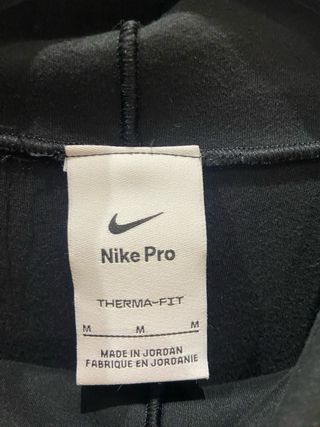 Nike Pro
THERMA-FIT
M M M
MADE IN JORDAN
FABRIQUE EN JORDANIE